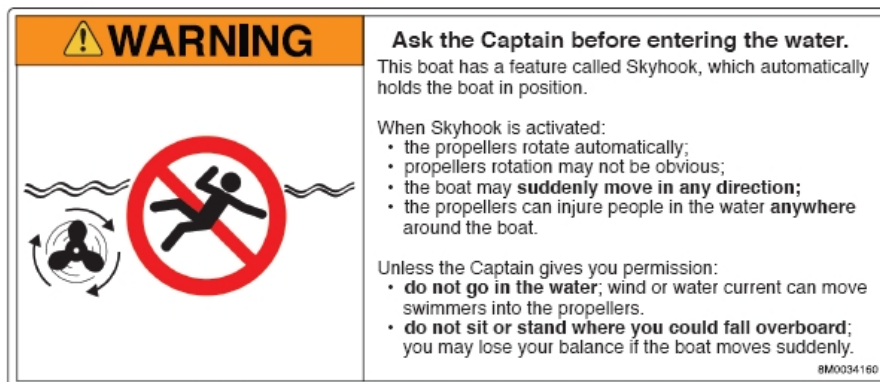 WARNING
Ask the Captain before entering the water.
This boat has a feature called Skyhook, which automatically
holds the boat in position.
When Skyhook is activated:
• the propellers rotate automatically;
• propellers rotation may not be obvious;
• the boat may suddenly move in any direction;
• the propellers can injure people in the water anywhere
around the boat.
Unless the Captain gives you permission:
• do not go in the water; wind or water current can move
swimmers into the propellers.
• do not sit or stand where you could fall overboard;
you may lose your balance if the boat moves suddenly.
8M0034160